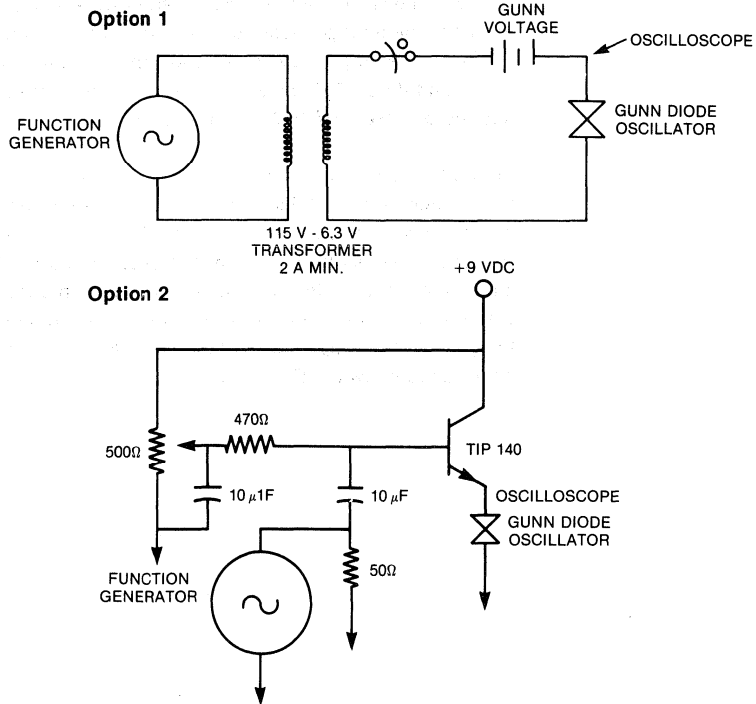 Option 1
GUNN
VOLTAGE
OSCILLOSCOPE
FUNCTION
GENERATOR
GUNN DIODE
OSCILLATOR
115 V - 6.3 V
TRANSFORMER
2 A MIN.
Option 2
+9 VDC
470Ω
500Ω
TIP 140
10 μ1F
10 μF
OSCILLOSCOPE
GUNN DIODE
OSCILLATOR
FUNCTION
GENERATOR
50Ω